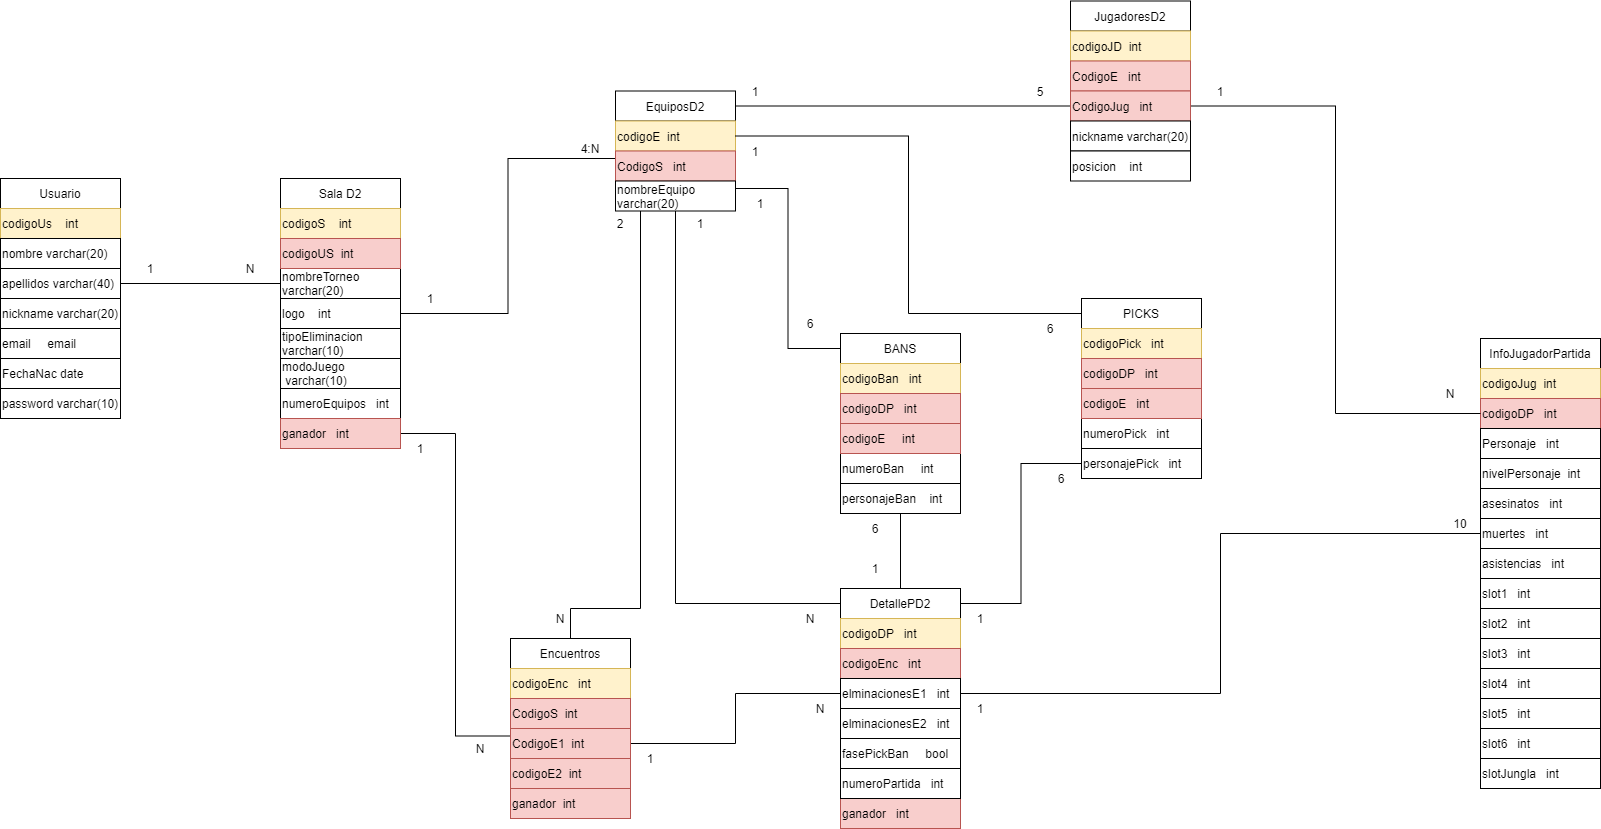 Usuario
codigoUs int
nombre varchar(20)
apellidos varchar(40)
nickname varchar(20)
email email
FechaNac date
password varchar(10)
1
N
Sala D2
codigoS int
codigoUS int
nombreTorneo
varchar(20)
logo int
tipoEliminacion
varchar(10)
modoJuego
varchar(10)
numeroEquipos int
ganador int
1
1
4:N
EquiposD2
codigoE int
CodigoS int
nombreEquipo
varchar(20)
1
1
1
2
1
5
JugadoresD2
codigoJD int
CodigoE int
CodigoJug int
nickname varchar(20)
posicion int
1
6
BANS
codigoBan int
codigoDP int
codigoE int
numeroBan int
personajeBan int
6
1
6
PICKS
codigoPick int
codigoDP int
codigoE int
numeroPick int
personajePick int
6
N
InfoJugadorPartida
codigoJug int
codigoDP int
Personaje int
nivelPersonaje int
asesinatos int
muertes int
asistencias int
slot1 int
slot2 int
slot3 int
slot4 int
slot5 int
slot6 int
slotJungla int
10
N
N
Encuentros
codigoEnc int
CodigoS int
CodigoE1 int
codigoE2 int
ganador int
1
N
N
DetallePD2
codigoDP int
codigoEnc int
elminacionesE1 int
elminacionesE2 int
fasePickBan bool
numeroPartida int
ganador int
1
1